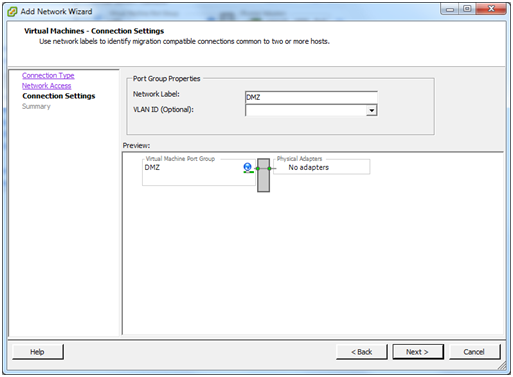 Add Network Wizard
Virtual Machines - Connection Settings
Use network labels to identify migration compatible connections common to two or more hosts.
Connection Type
Network Access
Connection Settings
Summary
Port Group Properties
Network Label:
DMZ
VLAN ID (Optional):
Preview:
Virtual Machine Port Group
DMZ
Physical Adapters
No adapters
Help
< Back
Next >
Cancel